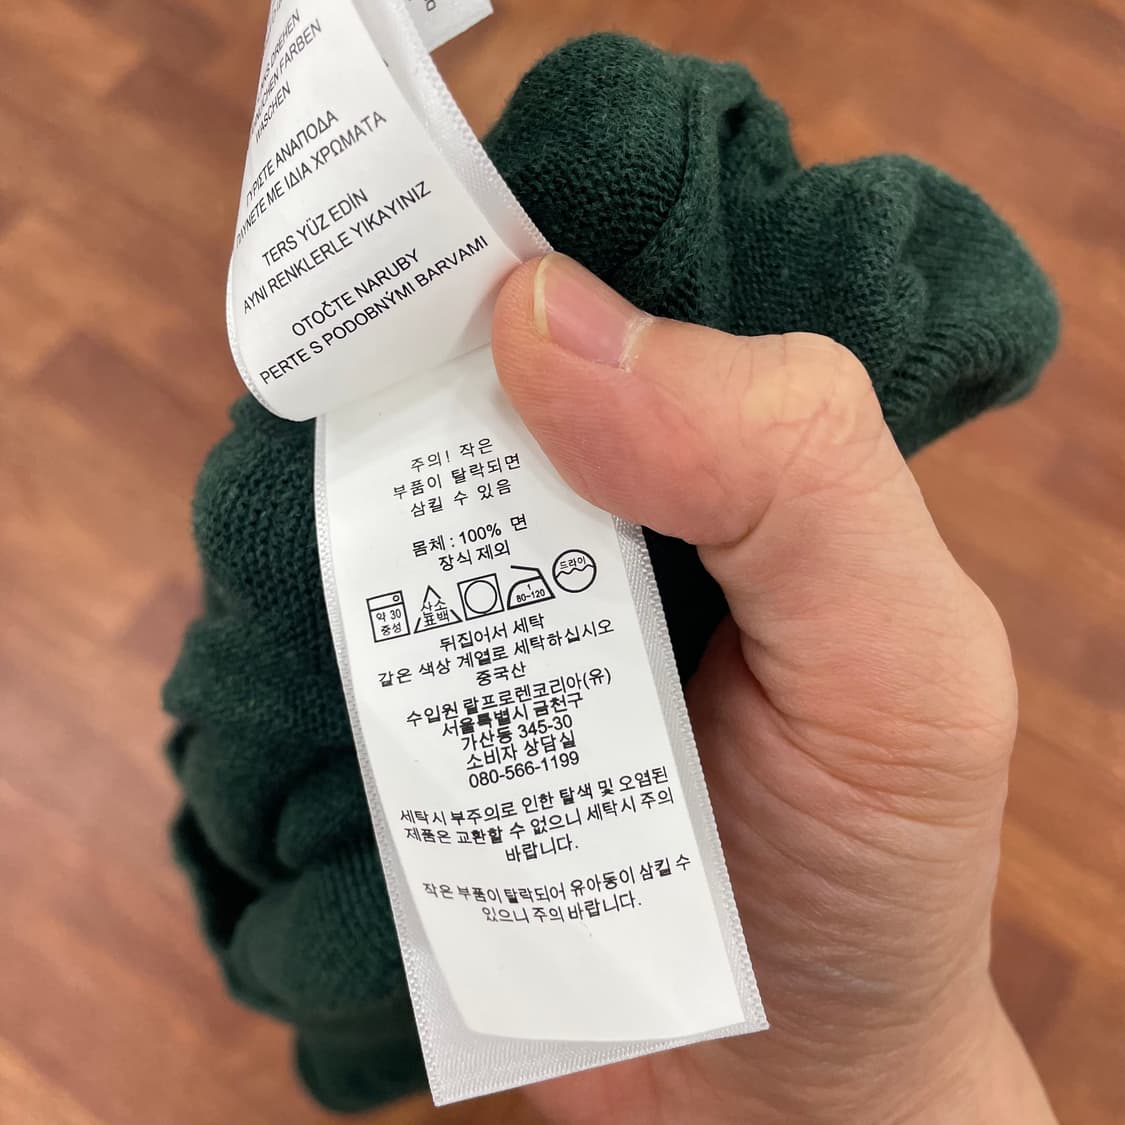 DREHEN
FARBEN
WASCHEN
ΑΝΑΠΟΔΑ
ΜΕ ΙΔΙΑ ΧΡΩΜΑΤΑ
TERS YÜZ EDİN
AYNI RENKLERLE YIKAYINIZ
OTOČTE NARUBY
PERTE S PODOBNÝMI BARVAMI
주의! 작은
부품이 탈락되면
삼킬 수 있음
몸체 : 100% 면
장식 제외
약 30
중성
산소
표백
1
80~120
드라이
뒤집어서 세탁
같은 색상 계열로 세탁하십시오
중국산
수입원 랄프로렌코리아(유)
서울특별시 금천구
가산동 345-30
소비자 상담실
080-566-1199
세탁시 부주의로 인한 탈색 및 오염된
제품은 교환할 수 없으니 세탁시 주의
바랍니다.
작은 부품이 탈락되어 유아동이 삼킬 수
있으니 주의 바랍니다.